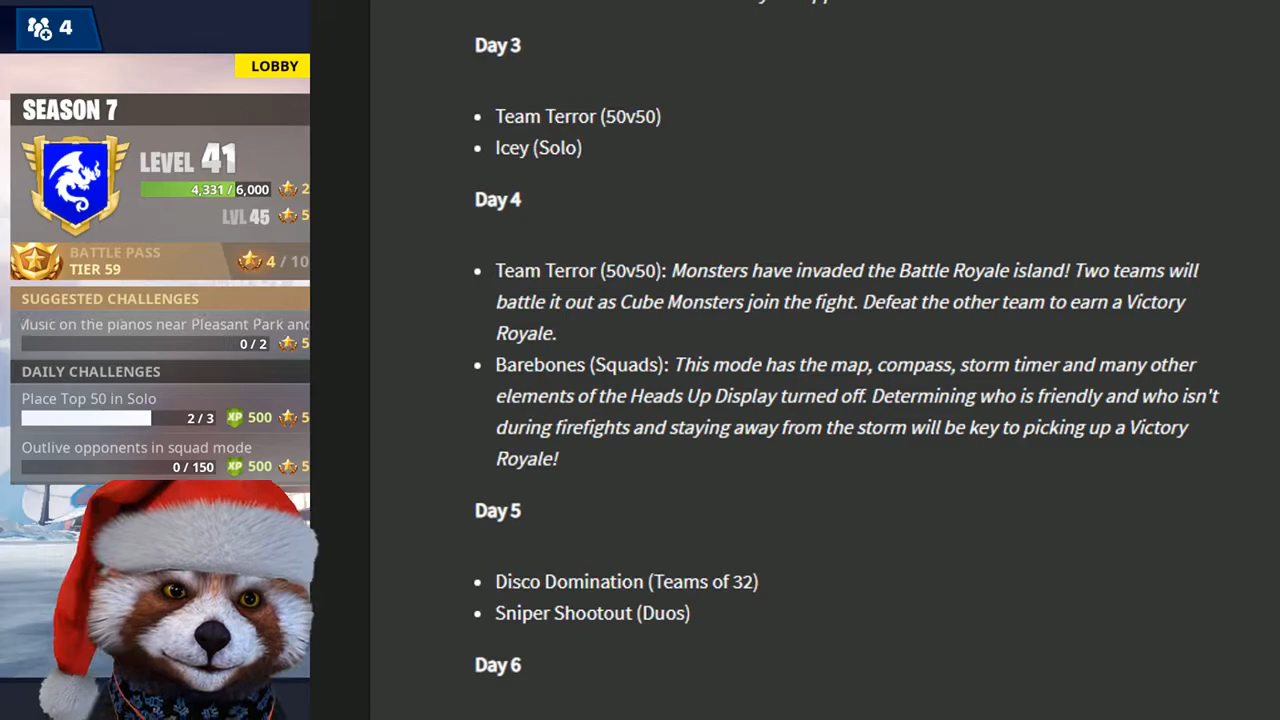 4
LOBBY
SEASON 7
LEVEL 41
4,331 / 6,000
2
LVL 45
5
BATTLE PASS
TIER 59
4 / 10
SUGGESTED CHALLENGES
Music on the pianos near Pleasant Park and
0 / 2
5
DAILY CHALLENGES
Place Top 50 in Solo
2 / 3
XP 500
5
Outlive opponents in squad mode
0 / 150
XP 500
5
Day 3
• Team Terror (50v50)
• Icey (Solo)
Day 4
• Team Terror (50v50): Monsters have invaded the Battle Royale island! Two teams will
battle it out as Cube Monsters join the fight. Defeat the other team to earn a Victory
Royale.
• Barebones (Squads): This mode has the map, compass, storm timer and many other
elements of the Heads Up Display turned off. Determining who is friendly and who isn't
during firefights and staying away from the storm will be key to picking up a Victory
Royale!
Day 5
• Disco Domination (Teams of 32)
• Sniper Shootout (Duos)
Day 6